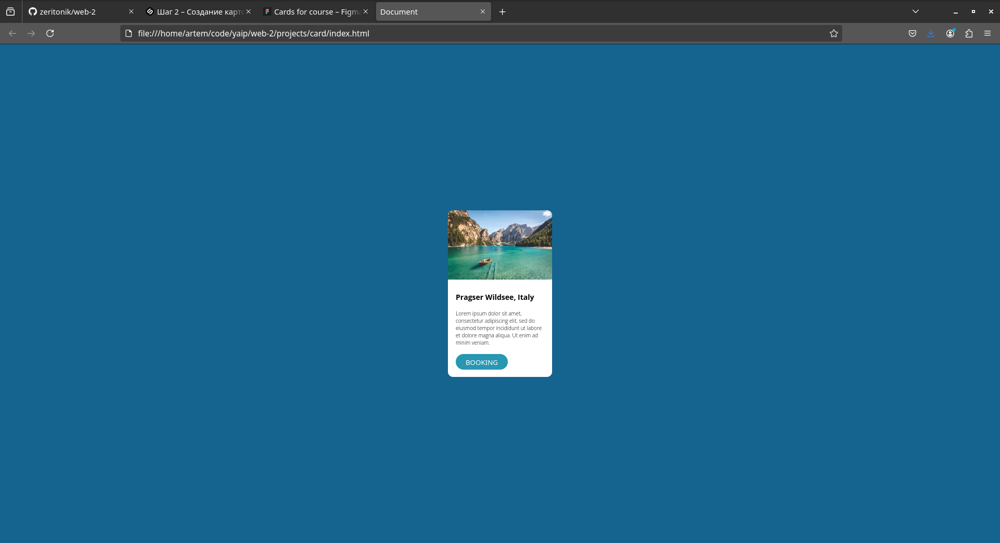 zeritonik/web-2
Шаг 2 – Создание карто
Cards for course – Figma
Document
file:///home/artem/code/yaip/web-2/projects/card/index.html
Pragser Wildsee, Italy
Lorem ipsum dolor sit amet,
consectetur adipiscing elit, sed do
eiusmod tempor incididunt ut labore
et dolore magna aliqua. Ut enim ad
minim veniam.
BOOKING